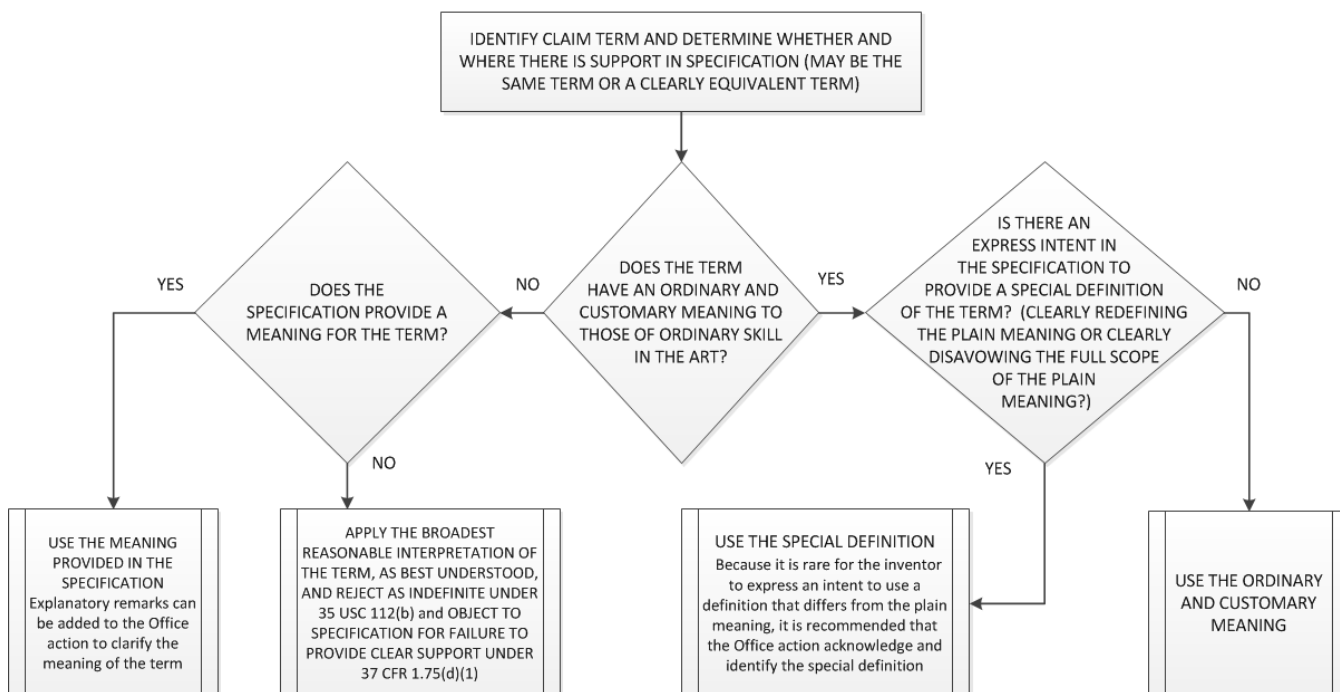 IDENTIFY CLAIM TERM AND DETERMINE WHETHER AND
WHERE THERE IS SUPPORT IN SPECIFICATION (MAY BE THE
SAME TERM OR A CLEARLY EQUIVALENT TERM)
YES
DOES THE
SPECIFICATION PROVIDE A
MEANING FOR THE TERM?
NO
NO
DOES THE TERM
HAVE AN ORDINARY AND
CUSTOMARY MEANING TO
THOSE OF ORDINARY SKILL
IN THE ART?
YES
IS THERE AN
EXPRESS INTENT IN
THE SPECIFICATION TO
PROVIDE A SPECIAL DEFINITION
OF THE TERM? (CLEARLY REDEFINING
THE PLAIN MEANING OR CLEARLY
DISAVOWING THE FULL SCOPE
OF THE PLAIN
MEANING?)
NO
YES
USE THE MEANING
PROVIDED IN THE
SPECIFICATION
Explanatory remarks can
be added to the Office
action to clarify the
meaning of the term
APPLY THE BROADEST
REASONABLE INTERPRETATION OF
THE TERM, AS BEST UNDERSTOOD,
AND REJECT AS INDEFINITE UNDER
35 USC 112(b) and OBJECT TO
SPECIFICATION FOR FAILURE TO
PROVIDE CLEAR SUPPORT UNDER
37 CFR 1.75(d)(1)
USE THE SPECIAL DEFINITION
Because it is rare for the inventor
to express an intent to use a
definition that differs from the plain
meaning, it is recommended that
the Office action acknowledge and
identify the special definition
USE THE ORDINARY
AND CUSTOMARY
MEANING